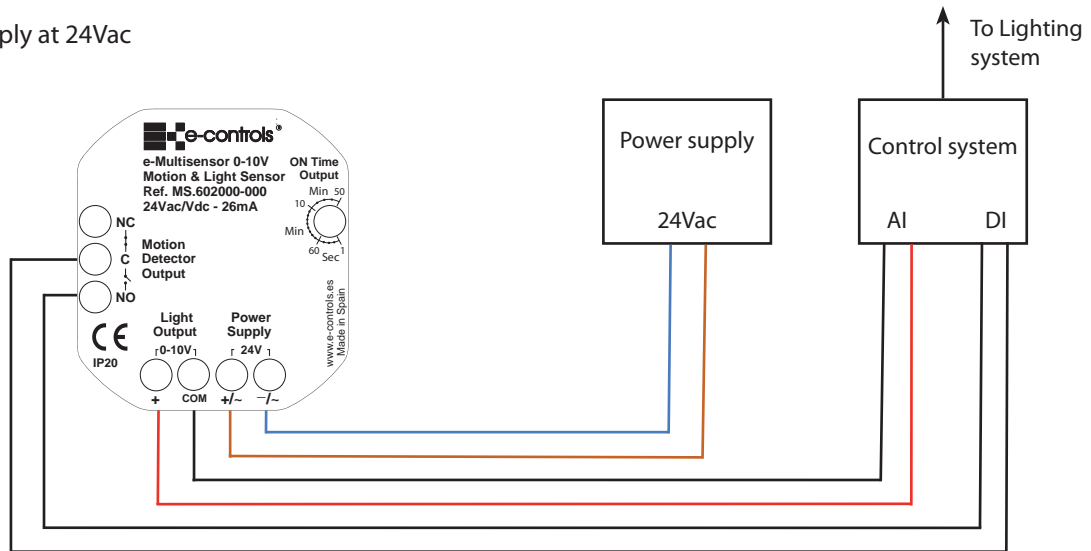 ply at 24Vac
To Lighting
system
e-controls®
e-Multisensor 0-10V
Motion & Light Sensor
Ref. MS.602000-000
24Vac/Vdc - 26mA
ON Time
Output
Min 50
10
Min
60 Sec 1
NC
C
NO
Motion
Detector
Output
CE
IP20
Light
Output
0-10V
Power
Supply
24V
+ COM +/~ −/~
www.e-controls.es
Made in Spain
Power supply
24Vac
Control system
AI DI